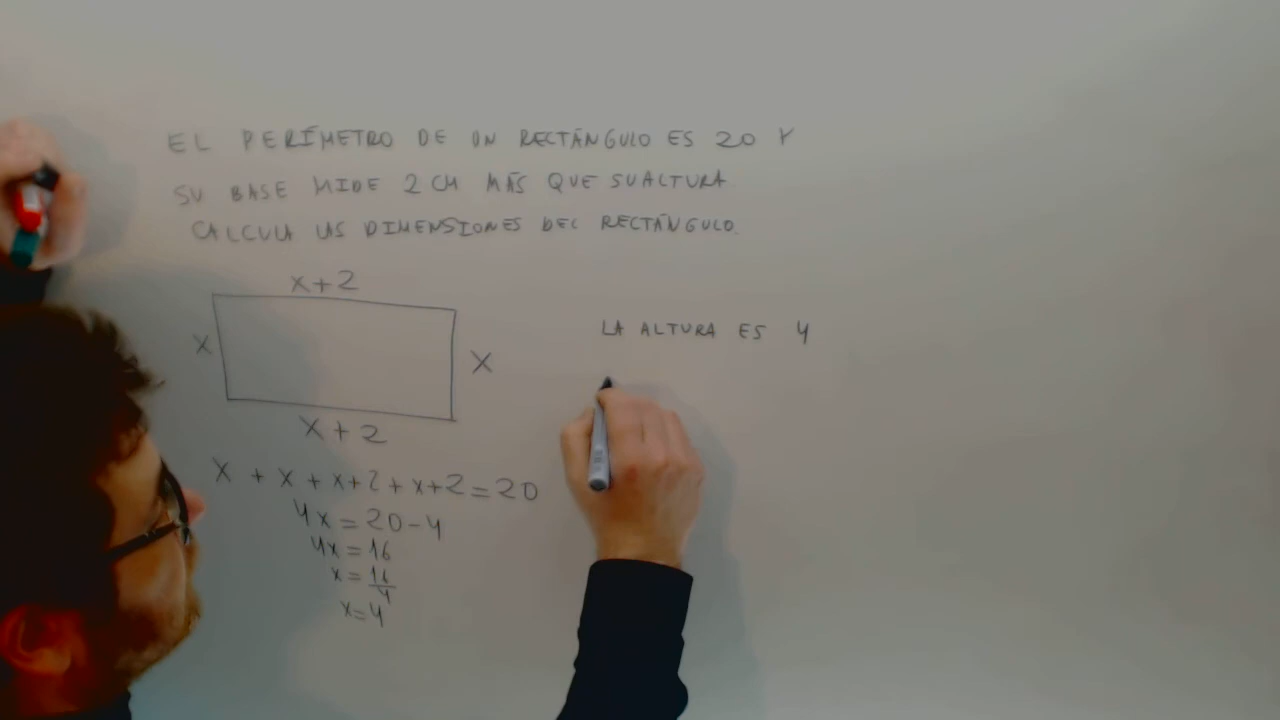 EL PERÍMETRO DE UN RECTÁNGULO ES 20 Y
SU BASE MIDE 2 CM MÁS QUE SU ALTURA
CALCULA LAS DIMENSIONES DEL RECTÁNGULO.
x+2
x
x
x+2
LA ALTURA ES 4
x + x + x+2+x+2=20
4x=20-4
4x=16
x=16/4
x=4